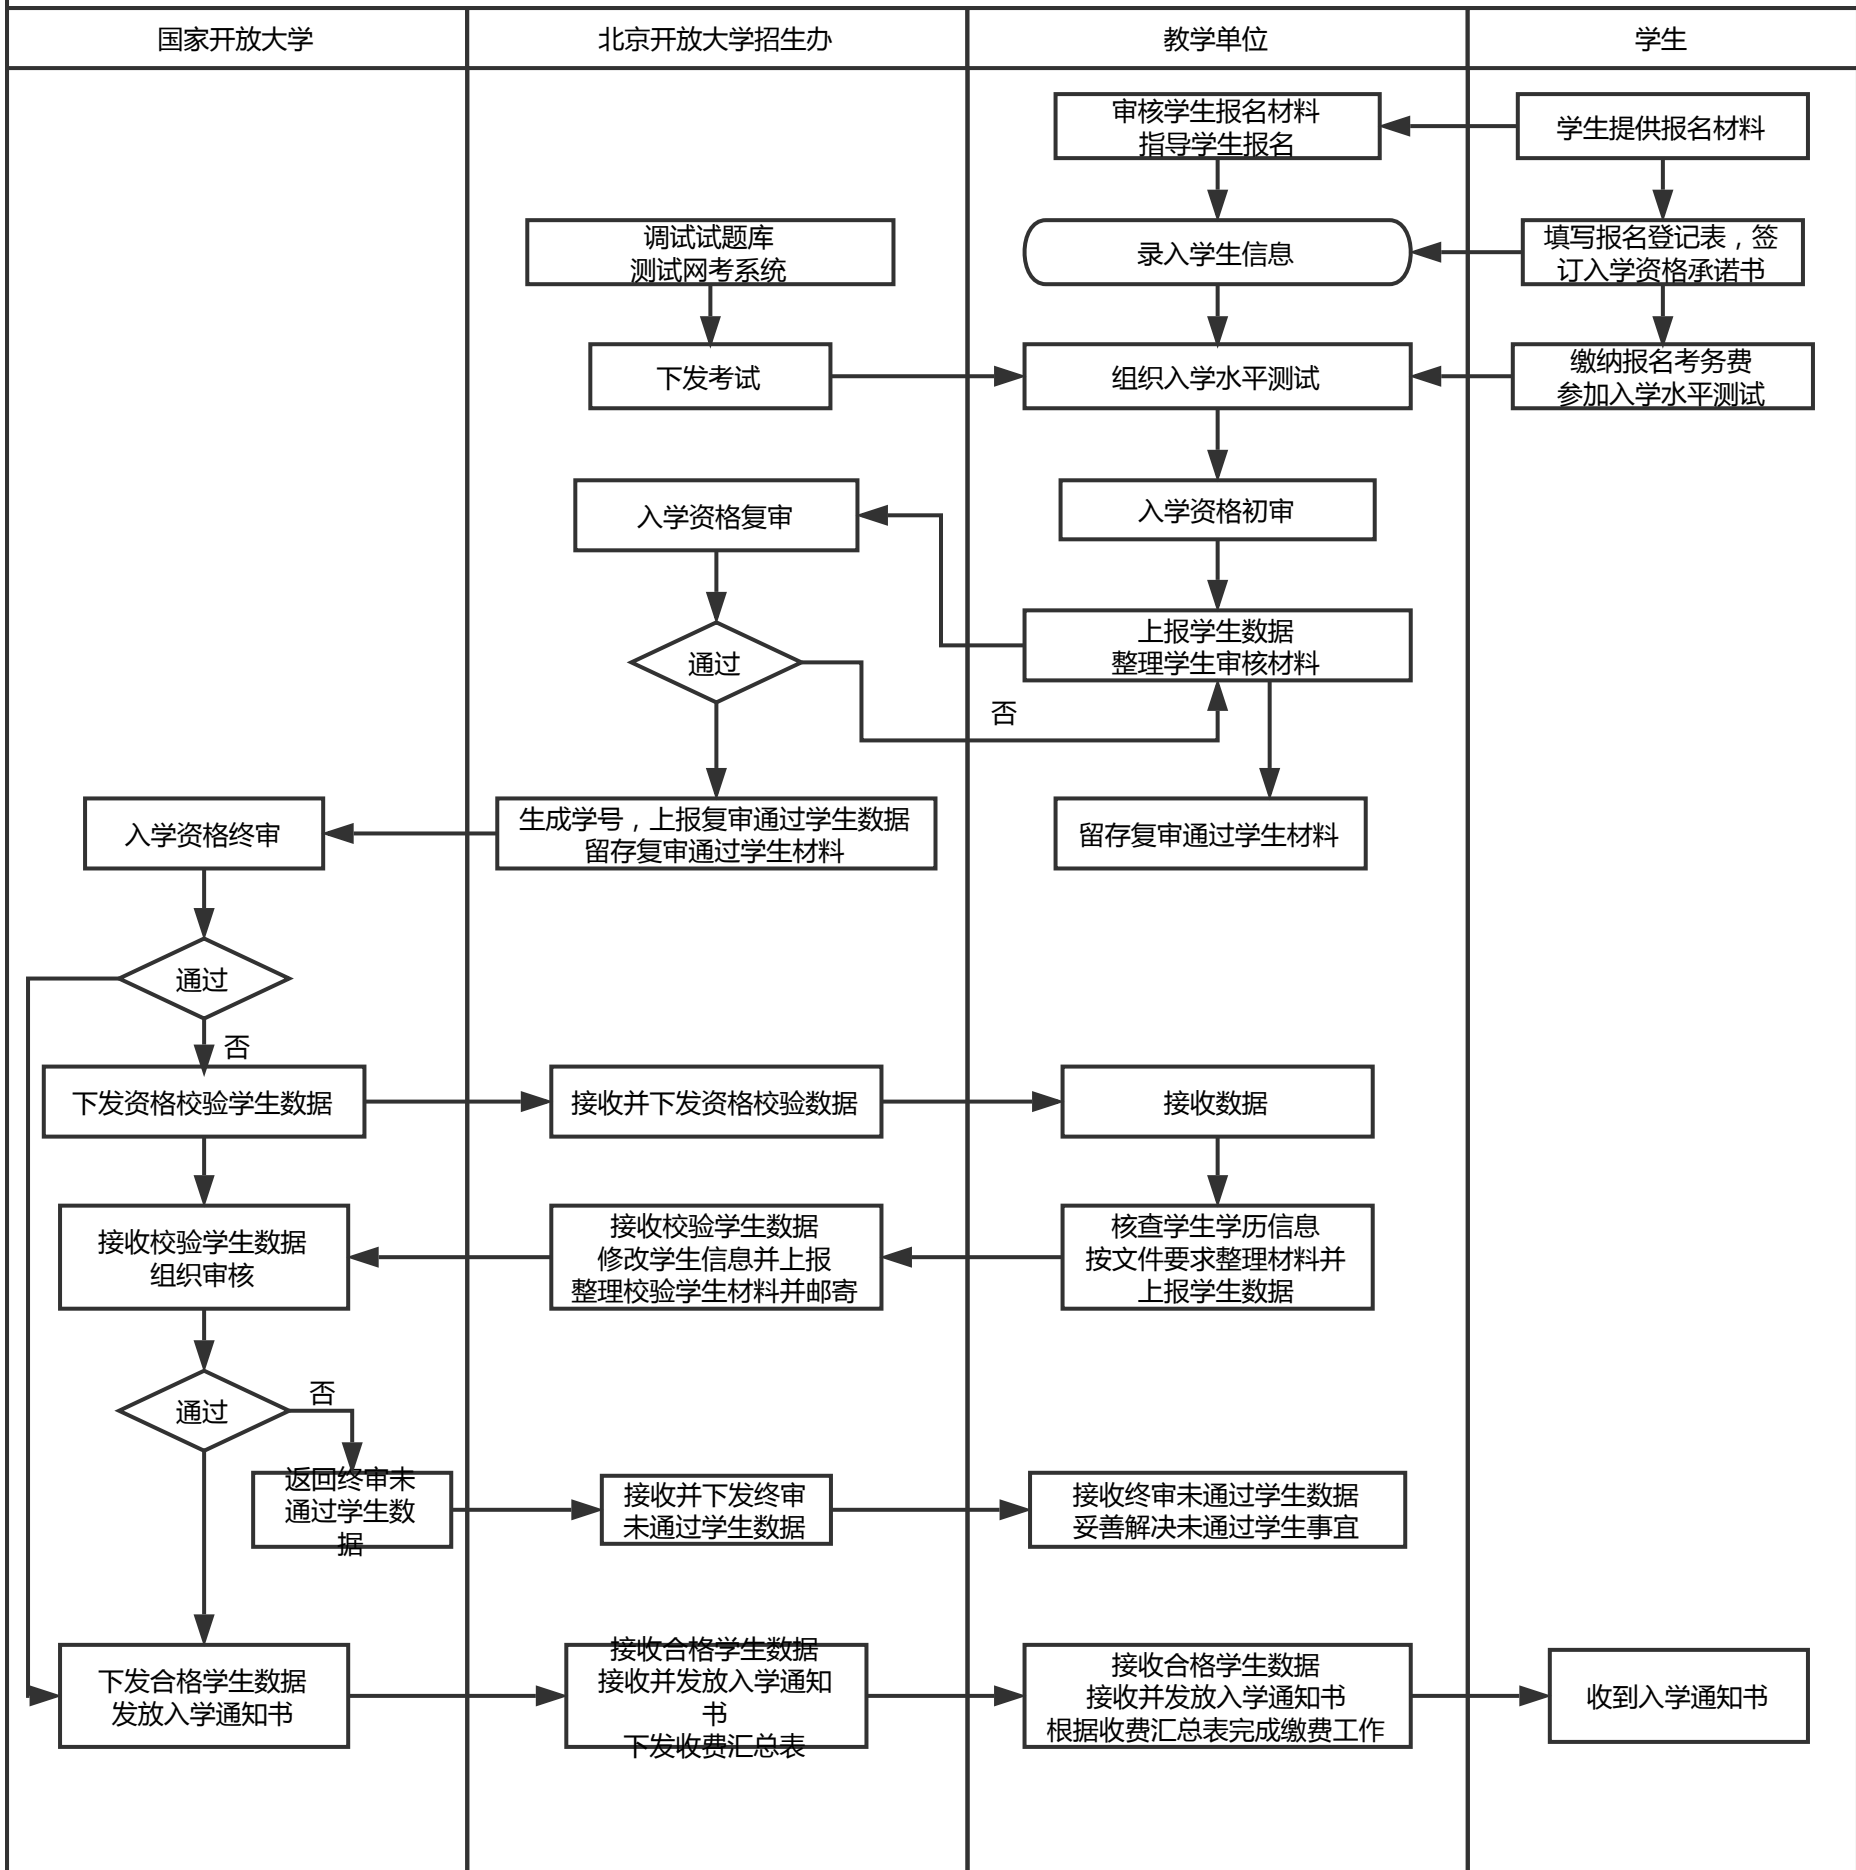 国家开放大学
北京开放大学招生办
教学单位
学生
审核学生报名材料
指导学生报名
学生提供报名材料
调试试题库
测试网考系统
录入学生信息
填写报名登记表，签
订入学资格承诺书
下发考试
组织入学水平测试
缴纳报名考务费
参加入学水平测试
入学资格复审
入学资格初审
通过
上报学生数据
整理学生审核材料
否
入学资格终审
生成学号，上报复审通过学生数据
留存复审通过学生材料
留存复审通过学生材料
通过
否
下发资格校验学生数据
接收并下发资格校验数据
接收数据
接收校验学生数据
组织审核
接收校验学生数据
修改学生信息并上报
整理校验学生材料并邮寄
核查学生学历信息
按文件要求整理材料并
上报学生数据
通过
否
返回终审未
通过学生数
据
接收并下发终审
未通过学生数据
接收终审未通过学生数据
妥善解决未通过学生事宜
下发合格学生数据
发放入学通知书
接收合格学生数据
接收并发放入学通知
书
下发收费汇总表
接收合格学生数据
接收并发放入学通知书
根据收费汇总表完成缴费工作
收到入学通知书